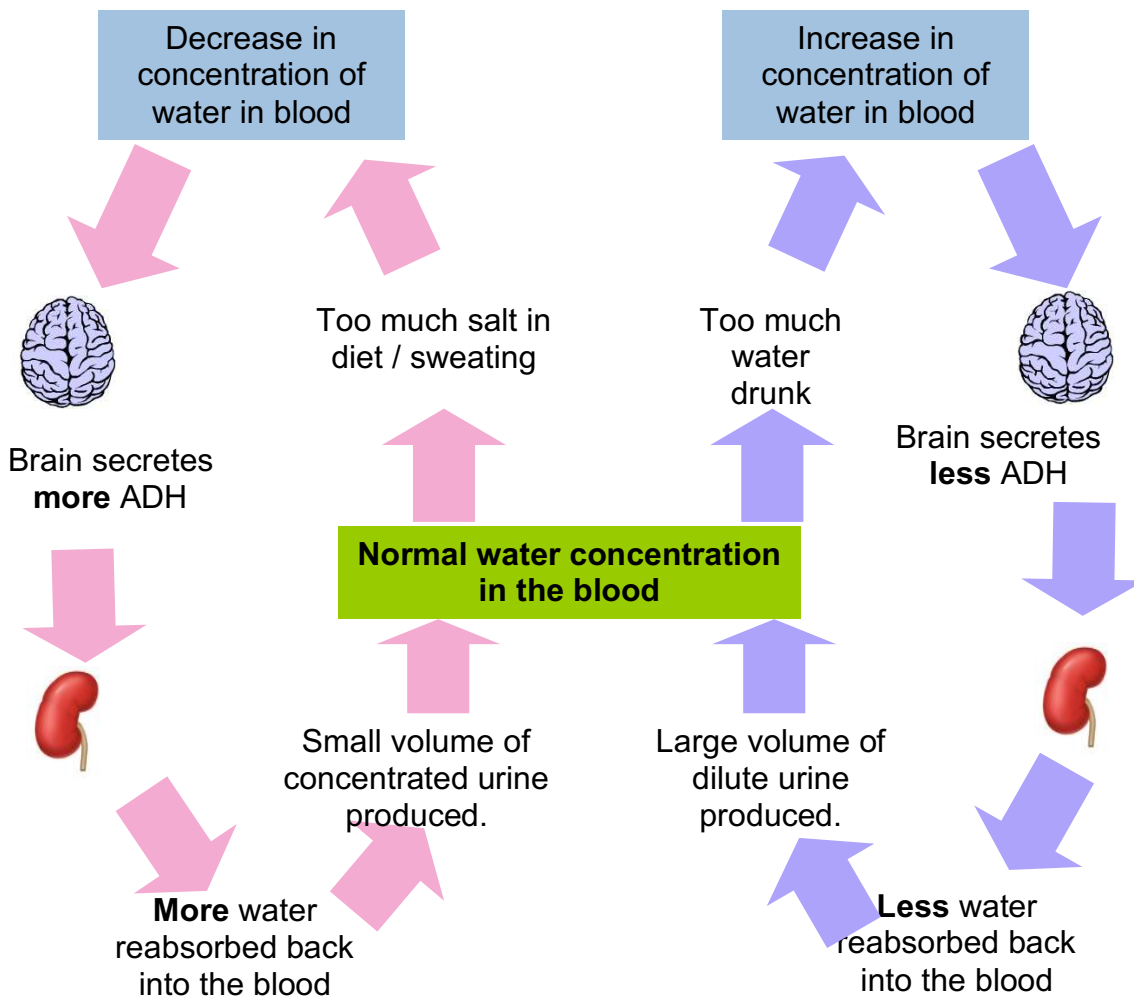 Decrease in
concentration of
water in blood
Increase in
concentration of
water in blood
Too much salt in
diet / sweating
Too much
water
drunk
Brain secretes
more ADH
Brain secretes
less ADH
Normal water concentration
in the blood
Small volume of
concentrated urine
produced.
Large volume of
dilute urine
produced.
More water
reabsorbed back
into the blood
Less water
reabsorbed back
into the blood